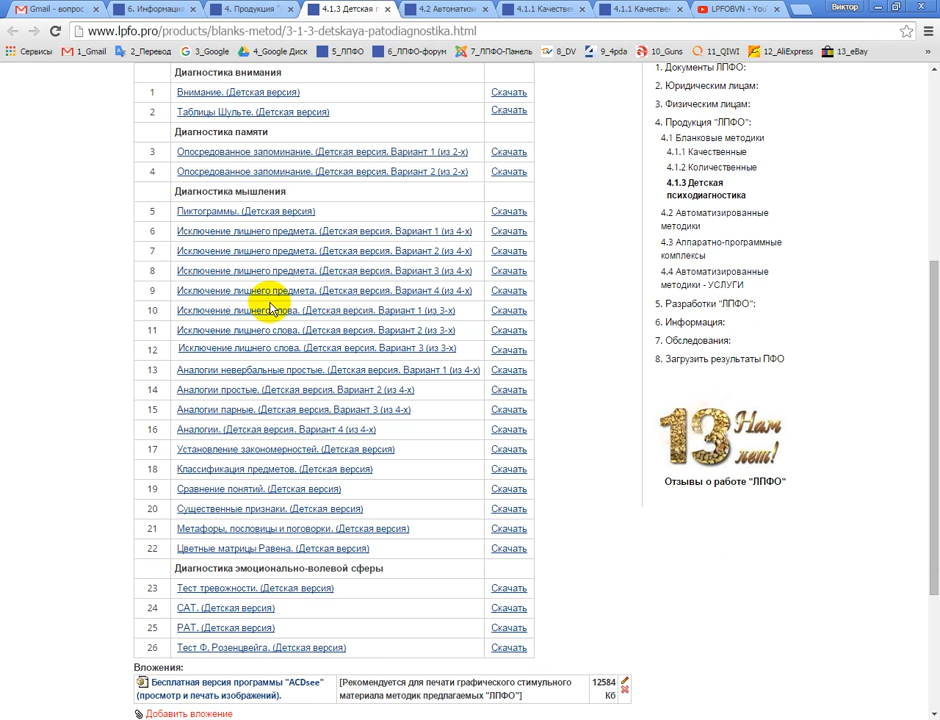 Gmail - вопрос
6. Информация
4. Продукция "
4.1.3 Детская п
4.2 Автоматизи
4.1.1 Качествен
4.1.1 Качествен
LPFOBVN - You
Виктор
www.lpfo.pro/products/blanks-metod/3-1-3-detskaya-patodiagnostika.html
Сервисы 1_Gmail 2_Перевод 3_Google 4_Google Диск 5_ЛПФО 6_ЛПФО-форум 7_ЛПФО-Панель 8_DV 9_4pda 10_Guns 11_QIWI 12_AliExpress 13_eBay »
Диагностика внимания
1 Внимание. (Детская версия) Скачать
2 Таблицы Шульте. (Детская версия) Скачать
Диагностика памяти
3 Опосредованное запоминание. (Детская версия. Вариант 1 (из 2-х) Скачать
4 Опосредованное запоминание. (Детская версия. Вариант 2 (из 2-х) Скачать
Диагностика мышления
5 Пиктограммы. (Детская версия) Скачать
6 Исключение лишнего предмета. (Детская версия. Вариант 1 (из 4-х) Скачать
7 Исключение лишнего предмета. (Детская версия. Вариант 2 (из 4-х) Скачать
8 Исключение лишнего предмета. (Детская версия. Вариант 3 (из 4-х) Скачать
9 Исключение лишнего предмета. (Детская версия. Вариант 4 (из 4-х) Скачать
10 Исключение лишнего слова. (Детская версия. Вариант 1 (из 3-х) Скачать
11 Исключение лишнего слова. (Детская версия. Вариант 2 (из 3-х) Скачать
12 Исключение лишнего слова. (Детская версия. Вариант 3 (из 3-х) Скачать
13 Аналогии невербальные простые. (Детская версия. Вариант 1 (из 4-х) Скачать
14 Аналогии простые. (Детская версия. Вариант 2 (из 4-х) Скачать
15 Аналогии парные. (Детская версия. Вариант 3 (из 4-х) Скачать
16 Аналогии. (Детская версия. Вариант 4 (из 4-х) Скачать
17 Установление закономерностей. (Детская версия) Скачать
18 Классификация предметов. (Детская версия) Скачать
19 Сравнение понятий. (Детская версия) Скачать
20 Существенные признаки. (Детская версия) Скачать
21 Метафоры, пословицы и поговорки. (Детская версия) Скачать
22 Цветные матрицы Равена. (Детская версия) Скачать
Диагностика эмоционально-волевой сферы
23 Тест тревожности. (Детская версия) Скачать
24 САТ. (Детская версия) Скачать
25 РАТ. (Детская версия) Скачать
26 Тест Ф. Розенцвейга. (Детская версия) Скачать
Вложения:
Бесплатная версия программы "ACDsee" [Рекомендуется для печати графического стимульного 12584
(просмотр и печать изображений). материала методик предлагаемых "ЛПФО"] Кб
Добавить вложение
1. Документы ЛПФО:
2. Юридическим лицам:
3. Физическим лицам:
4. Продукция "ЛПФО":
4.1 Бланковые методики
4.1.1 Качественные
4.1.2 Количественные
4.1.3 Детская
психодиагностика
4.2 Автоматизированные
методики
4.3 Аппаратно-программные
комплексы
4.4 Автоматизированные
методики - УСЛУГИ
5. Разработки "ЛПФО":
6. Информация:
7. Обследования:
8. Загрузить результаты ПФО
13 Нам
лет!
Отзывы о работе "ЛПФО"